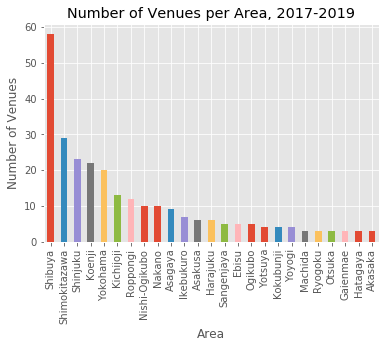 Number of Venues per Area, 2017-2019
60
50
40
30
20
10
0
Number of Venues
Shibuya
Shimokitazawa
Shinjuku
Koenji
Yokohama
Kichijoji
Roppongi
Nishi-Ogikubo
Nakano
Asagaya
Ikebukuro
Asakusa
Harajuku
Sangenjaya
Ebisu
Ogikubo
Yotsuya
Kokubunji
Yoyogi
Machida
Ryogoku
Otsuka
Gaienmae
Hatagaya
Akasaka
Area